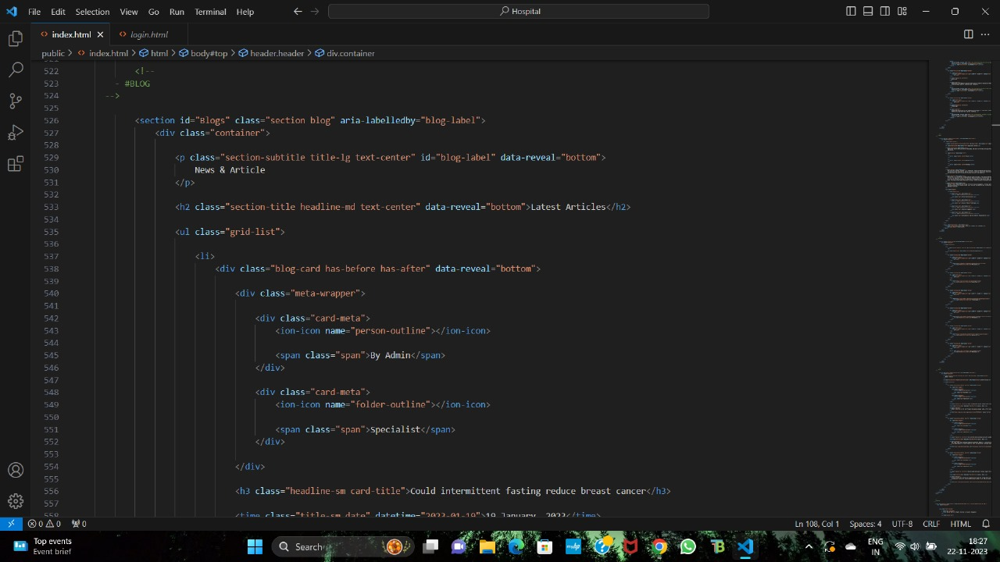 File Edit Selection View Go Run Terminal Help Hospital
index.html login.html
public > index.html > html > body#top > header.header > div.container
522 <!--
523 - #BLOG
524 -->
525
526 <section id="Blogs" class="section blog" aria-labelledby="blog-label">
527 <div class="container">
528
529 <p class="section-subtitle title-lg text-center" id="blog-label" data-reveal="bottom">
530 News & Article
531 </p>
532
533 <h2 class="section-title headline-md text-center" data-reveal="bottom">Latest Articles</h2>
534
535 <ul class="grid-list">
536
537 <li>
538 <div class="blog-card has-before has-after" data-reveal="bottom">
539
540 <div class="meta-wrapper">
541
542 <div class="card-meta">
543 <ion-icon name="person-outline"></ion-icon>
544
545 <span class="span">By Admin</span>
546 </div>
547
548 <div class="card-meta">
549 <ion-icon name="folder-outline"></ion-icon>
550
551 <span class="span">Specialist</span>
552 </div>
553
554 </div>
555
556 <h3 class="headline-sm card-title">Could intermittent fasting reduce breast cancer</h3>
557
558 January 2022</time>
0 0 0 Ln 108, Col 1 Spaces: 4 UTF-8 CRLF HTML
Top events
Event brief
Search
ENG
IN
18:27
22-11-2023